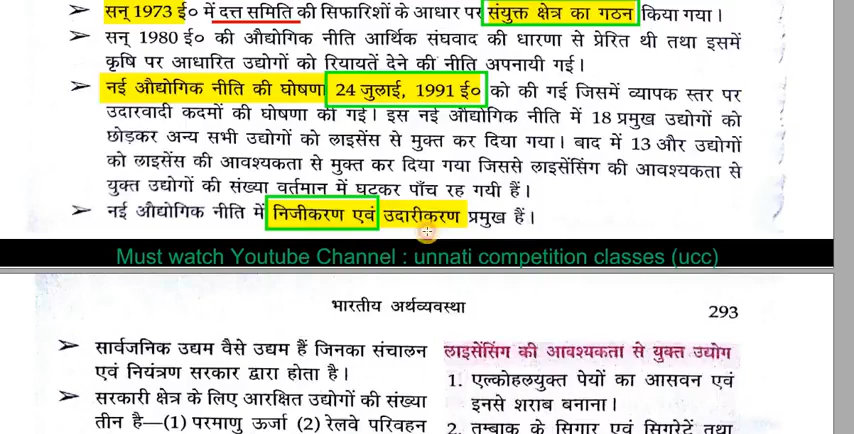 ➢ सन् 1973 ई० में दत्त समिति की सिफारिशों के आधार पर संयुक्त क्षेत्र का गठन किया गया।
➢ सन् 1980 ई० की औद्योगिक नीति आर्थिक संघवाद की धारणा से प्रेरित थी तथा इसमें
कृषि पर आधारित उद्योगों को रियायतें देने की नीति अपनायी गई।
➢ नई औद्योगिक नीति की घोषणा 24 जुलाई, 1991 ई० को की गई जिसमें व्यापक स्तर पर
उदारवादी कदमों की घोषणा की गई। इस नई औद्योगिक नीति में 18 प्रमुख उद्योगों को
छोड़कर अन्य सभी उद्योगों को लाइसेंस से मुक्त कर दिया गया। बाद में 13 और उद्योगों
को लाइसेंस की आवश्यकता से मुक्त कर दिया गया जिससे लाइसेंसिंग की आवश्यकता से
युक्त उद्योगों की संख्या वर्तमान में घटकर पाँच रह गयी हैं।
➢ नई औद्योगिक नीति में निजीकरण एवं उदारीकरण प्रमुख हैं।
Must watch Youtube Channel : unnati competition classes (ucc)
भारतीय अर्थव्यवस्था 293
➢ सार्वजनिक उद्यम वैसे उद्यम हैं जिनका संचालन
एवं नियंत्रण सरकार द्वारा होता है।
➢ सरकारी क्षेत्र के लिए आरक्षित उद्योगों की संख्या
तीन है—(1) परमाणु ऊर्जा (2) रेलवे परिवहन
लाइसेंसिंग की आवश्यकता से युक्त उद्योग
1. एल्कोहलयुक्त पेयों का आसवन एवं
इनसे शराब बनाना।
2. तम्बाकू के सिगार एवं सिगरेटें तथा